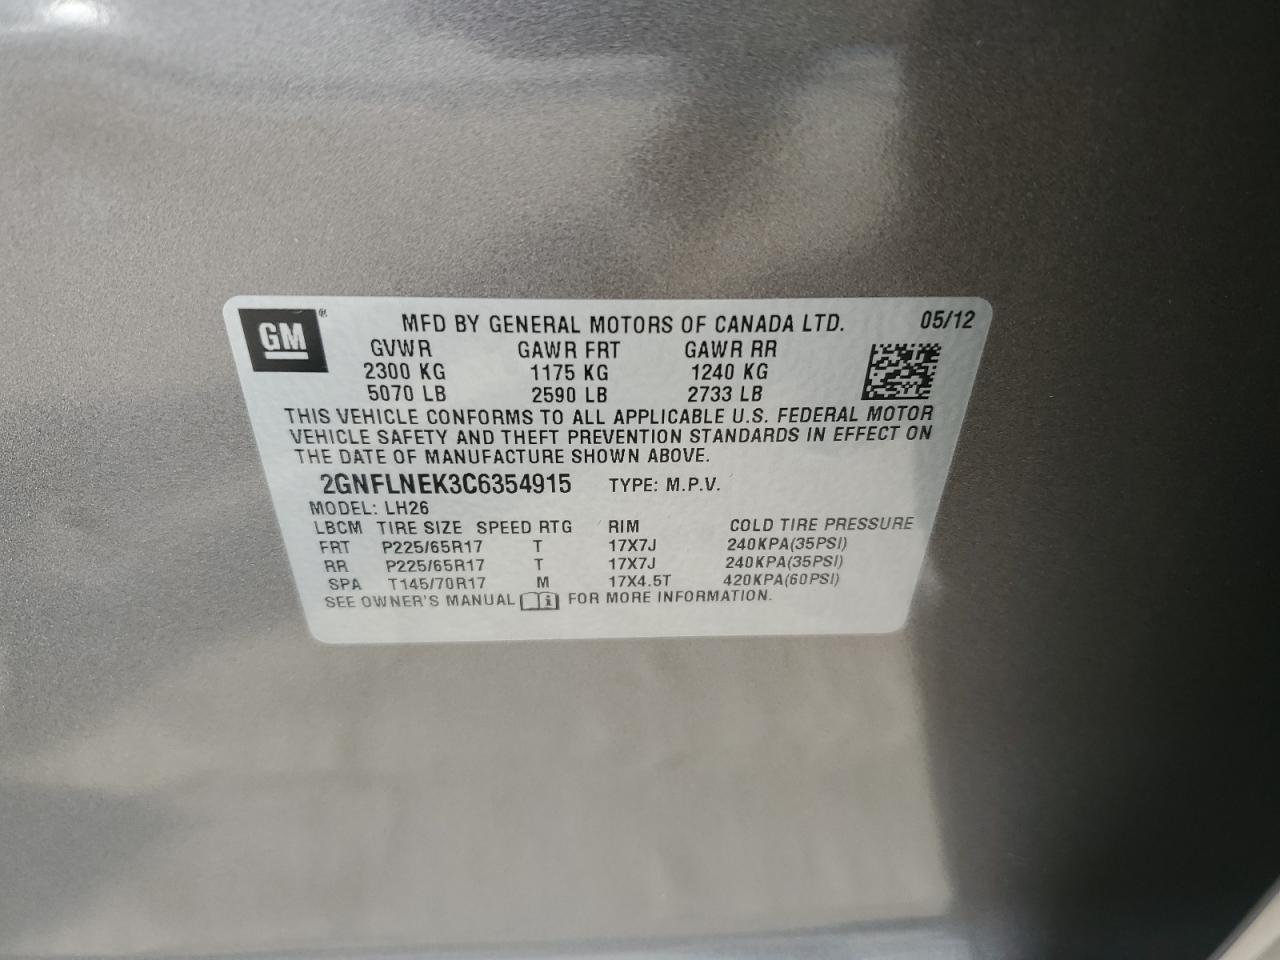 GM®
MFD BY GENERAL MOTORS OF CANADA LTD. 05/12
GVWR GAWR FRT GAWR RR
2300 KG 1175 KG 1240 KG
5070 LB 2590 LB 2733 LB
THIS VEHICLE CONFORMS TO ALL APPLICABLE U.S. FEDERAL MOTOR
VEHICLE SAFETY AND THEFT PREVENTION STANDARDS IN EFFECT ON
THE DATE OF MANUFACTURE SHOWN ABOVE.
2GNFLNEK3C6354915 TYPE: M.P.V.
MODEL: LH26
LBCM TIRE SIZE SPEED RTG RIM COLD TIRE PRESSURE
FRT P225/65R17 T 17X7J 240KPA(35PSI)
RR P225/65R17 T 17X7J 240KPA(35PSI)
SPA T145/70R17 M 17X4.5T 420KPA(60PSI)
SEE OWNER'S MANUAL i FOR MORE INFORMATION.